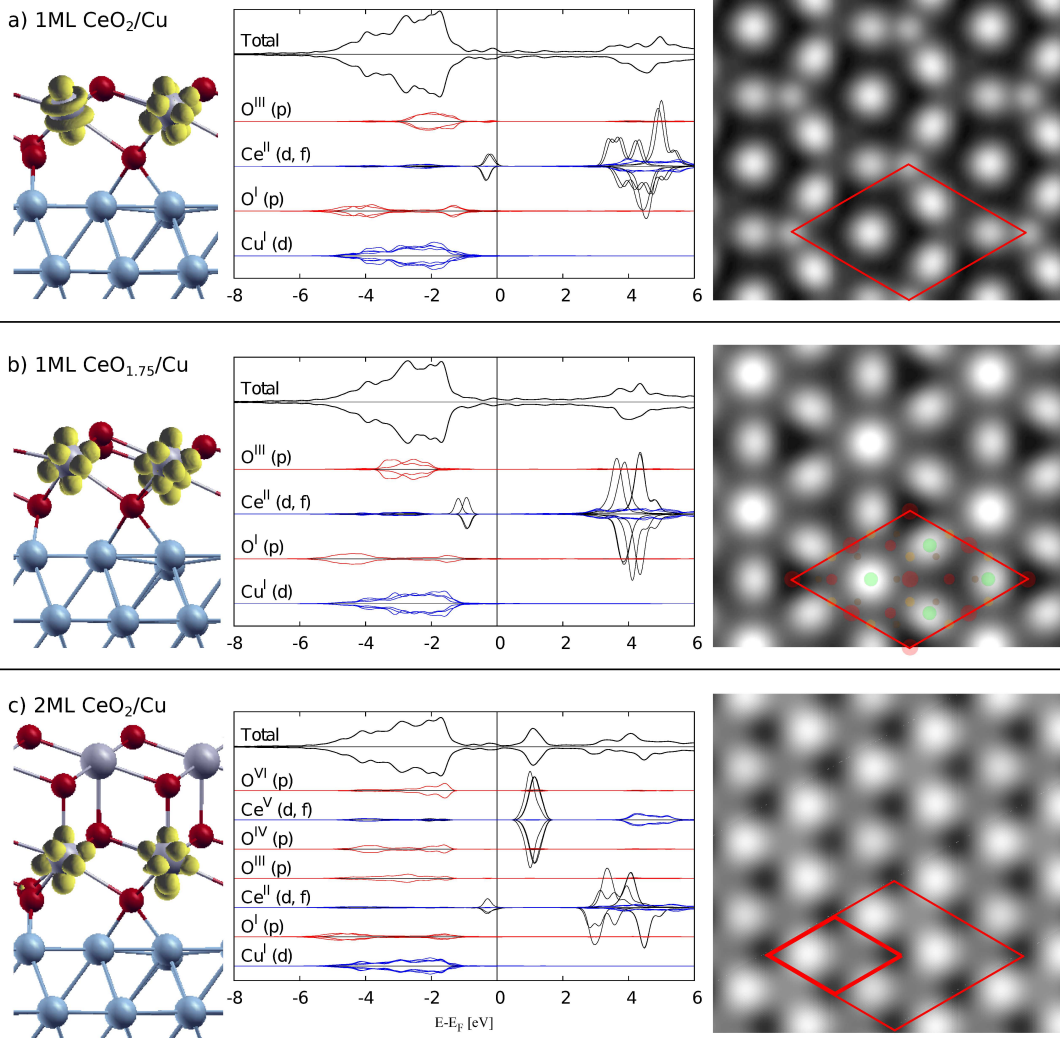 a) 1ML CeO₂/Cu
Total
Oᴵᴵᴵ (p)
Ceᴵᴵ (d, f)
Oᴵ (p)
Cuᴵ (d)
-8 -6 -4 -2 0 2 4 6
b) 1ML CeO₁.₇₅/Cu
Total
Oᴵᴵᴵ (p)
Ceᴵᴵ (d, f)
Oᴵ (p)
Cuᴵ (d)
-8 -6 -4 -2 0 2 4 6
c) 2ML CeO₂/Cu
Total
Oⱽᴵ (p)
Ceⱽ (d, f)
Oᴵⱽ (p)
Oᴵᴵᴵ (p)
Ceᴵᴵ (d, f)
Oᴵ (p)
Cuᴵ (d)
-8 -6 -4 -2 0 2 4 6
E-E_F [eV]